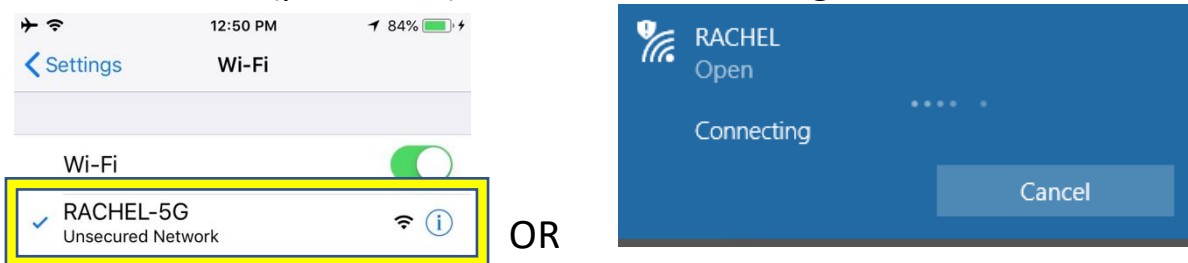 12:50 PM 84%
Settings Wi-Fi
Wi-Fi
RACHEL-5G
Unsecured Network
OR
RACHEL
Open
Connecting
Cancel